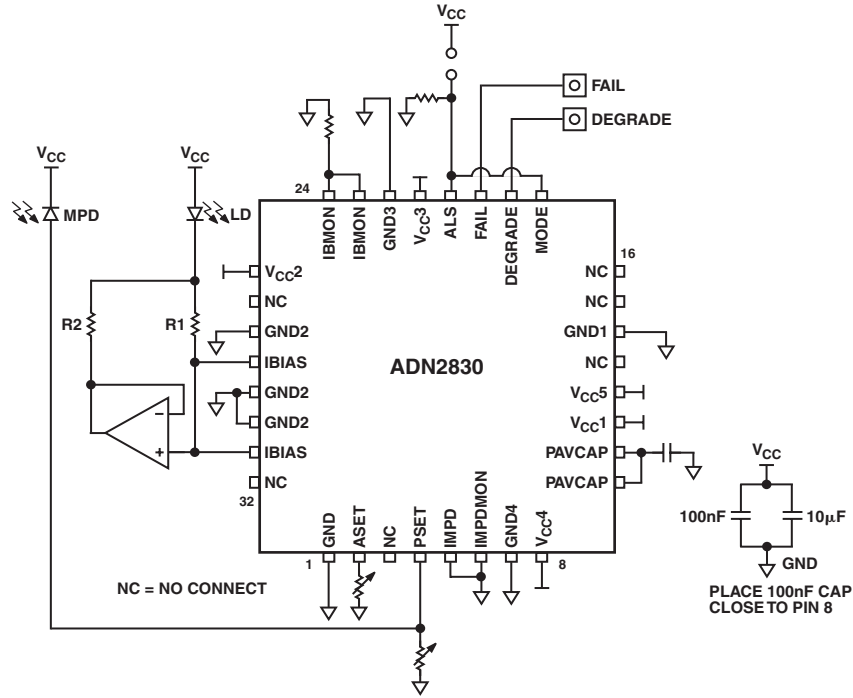 VCC
FAIL
DEGRADE
VCC
VCC
MPD
LD
24
IBMON
IBMON
GND3
VCC3
ALS
FAIL
DEGRADE
MODE
16
VCC2
NC
GND2
IBIAS
GND2
GND2
IBIAS
NC
32
R2
R1
–
+
ADN2830
NC
NC
GND1
NC
VCC5
VCC1
PAVCAP
PAVCAP
1
GND
ASET
NC
PSET
IMPD
IMPDMON
GND4
VCC4
8
NC = NO CONNECT
VCC
100nF
10μF
GND
PLACE 100nF CAP
CLOSE TO PIN 8